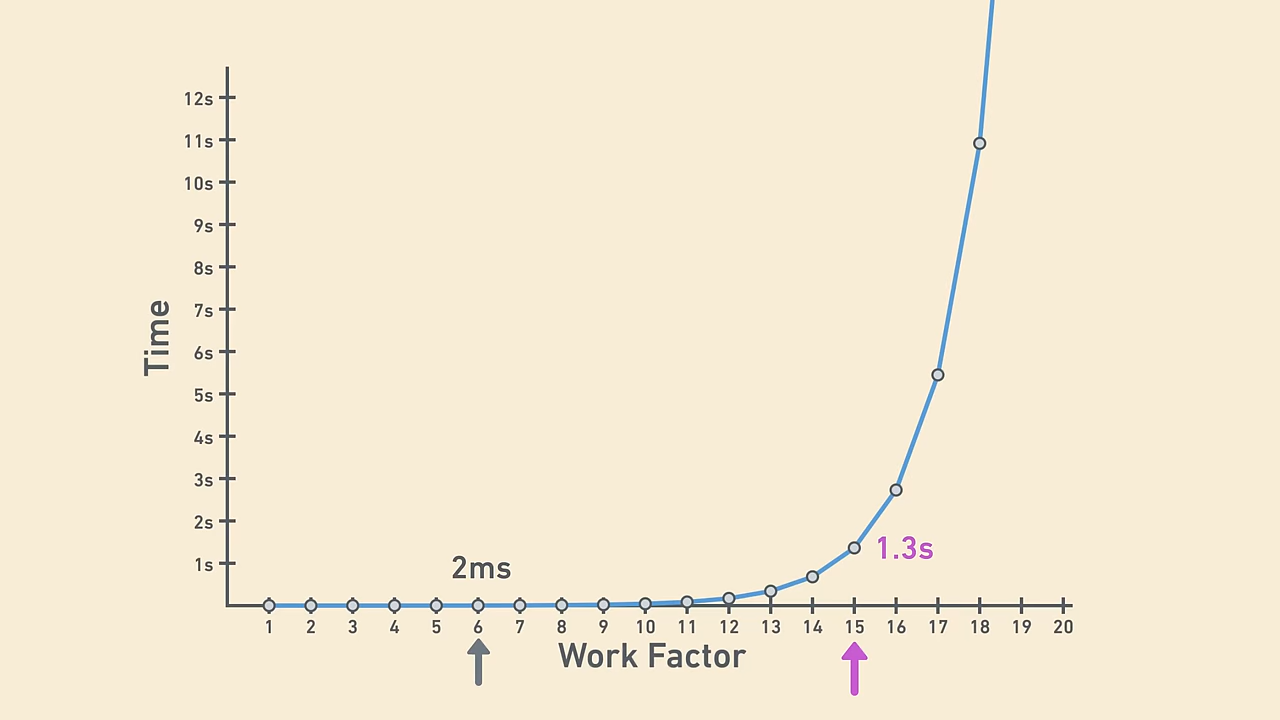 12s
11s
10s
9s
8s
7s
6s
5s
4s
3s
2s
1s
Time
2ms
1.3s
1 2 3 4 5 6 7 8 9 10 11 12 13 14 15 16 17 18 19 20
Work Factor